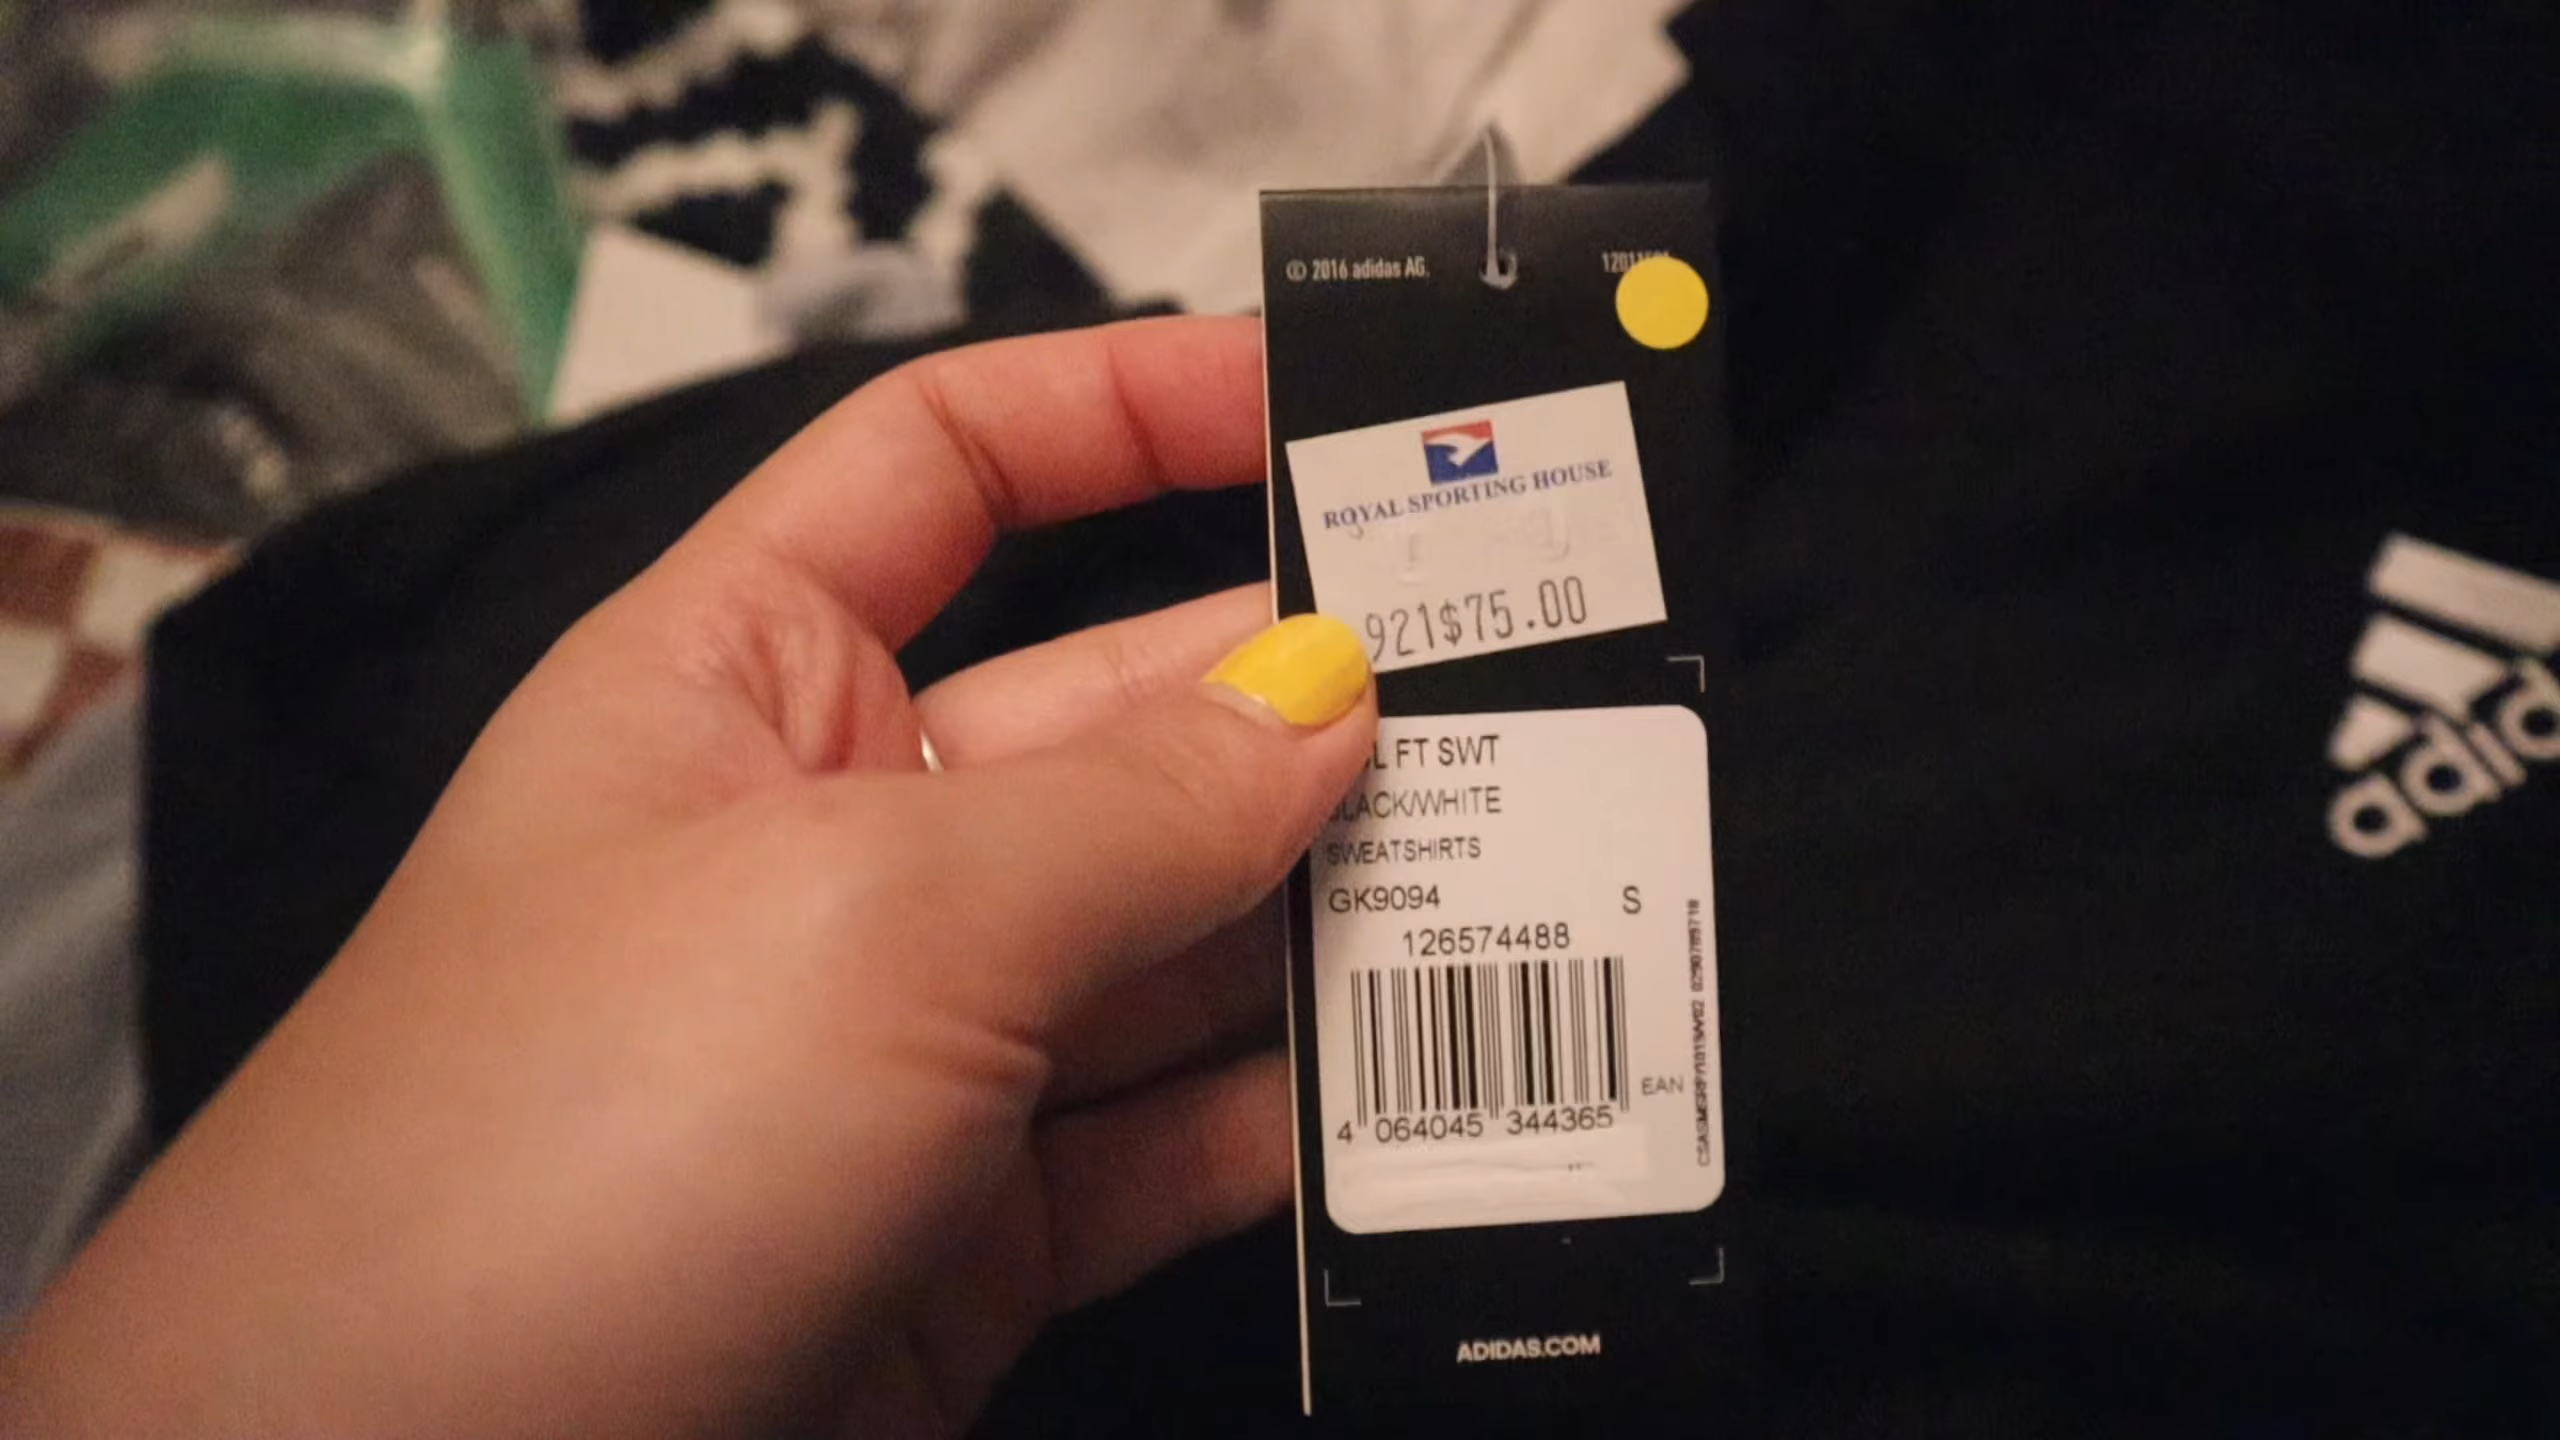 © 2016 adidas AG.
ROYAL SPORTING HOUSE
921$75.00
FT SWT
BLACK/WHITE
SWEATSHIRTS
GK9094 S
126574488
EAN
4 064045 344365
ADIDAS.COM
adid